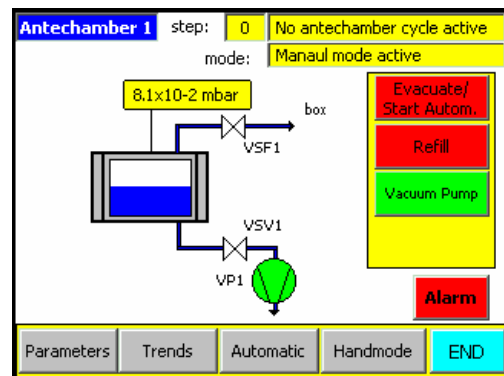 Antechamber 1 step: 0 No antechamber cycle active
mode: Manaul mode active
8.1x10-2 mbar
box
VSF1
Evacuate/
Start Autom.
Refill
Vacuum Pump
VSV1
VP1
Alarm
Parameters Trends Automatic Handmode END